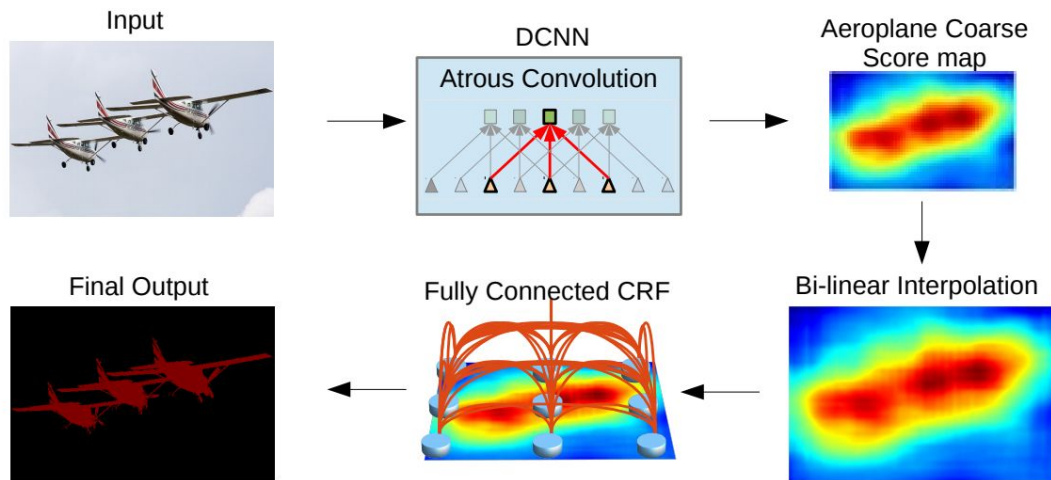 Input
DCNN
Atrous Convolution
Aeroplane Coarse
Score map
Bi-linear Interpolation
Fully Connected CRF
Final Output